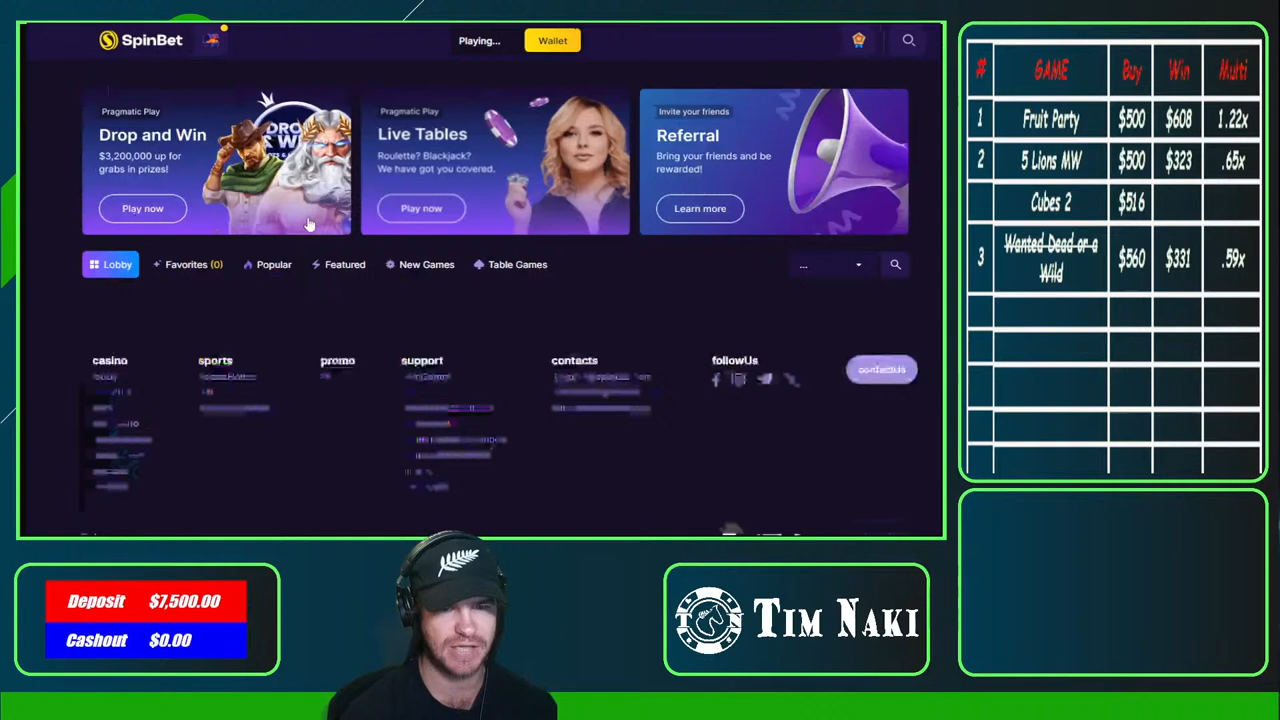 SpinBet
Playing...
Wallet
Pragmatic Play
Drop and Win
$3,200,000 up for
grabs in prizes!
Play now
Pragmatic Play
Live Tables
Roulette? Blackjack?
We have got you covered.
Play now
Invite your friends
Referral
Bring your friends and be
rewarded!
Learn more
Lobby
Favorites (0)
Popular
Featured
New Games
Table Games
...
casino
sports
promo
support
contacts
followUs
contactUs
# GAME Buy Win Multi
1 Fruit Party $500 $608 1.22x
2 5 Lions MW $500 $323 .65x
Cubes 2 $516
3 Wanted Dead or a
Wild $560 $331 .59x
Deposit $7,500.00
Cashout $0.00
TIM NAKI